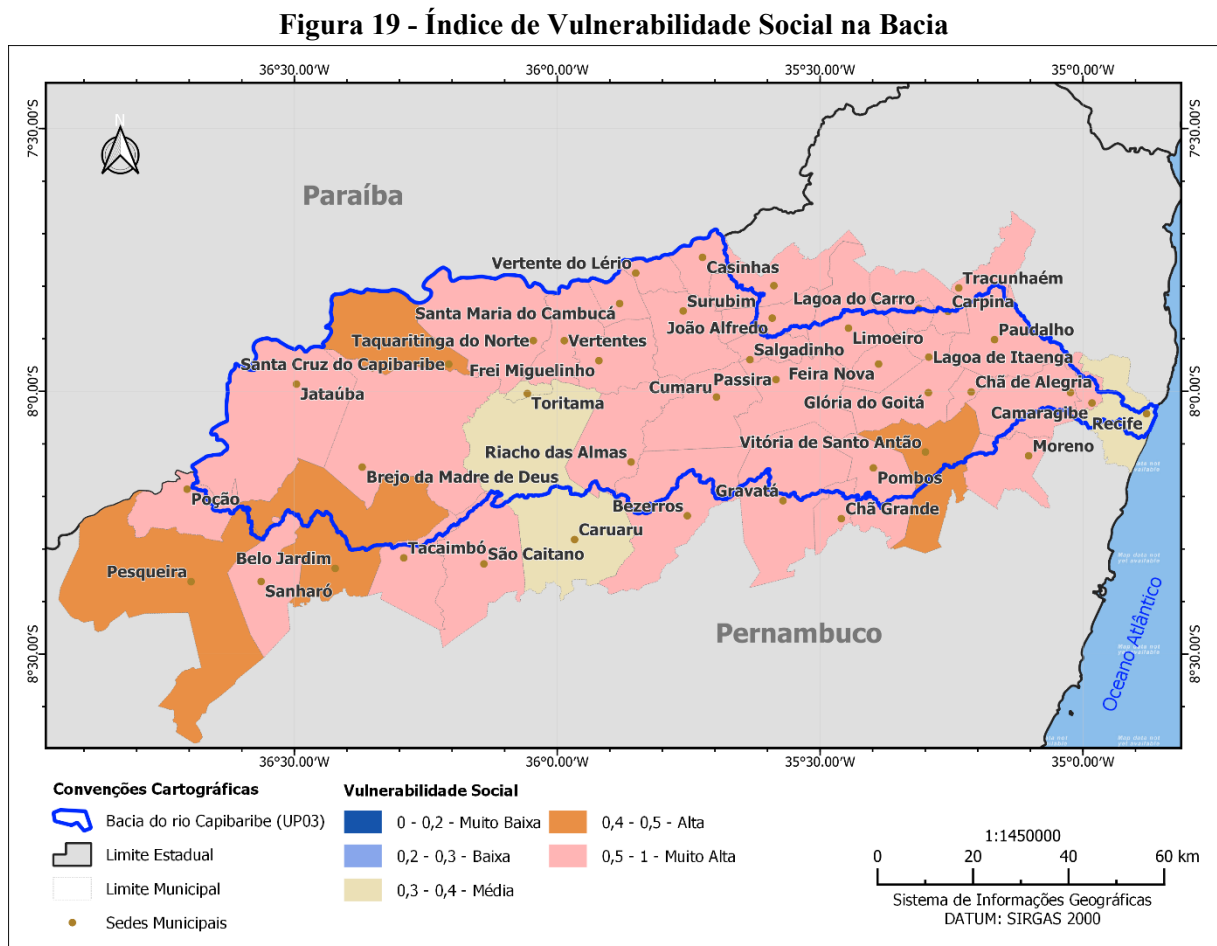 Figura 19 - Índice de Vulnerabilidade Social na Bacia
36°30.00'W 36°0.00'W 35°30.00'W 35°0.00'W
7°30.00'S
7°30.00'S
N
Paraíba
Vertente do Lério
Casinhas
Tracunhaém
Lagoa do Carro
Carpina
Santa Maria do Cambucá
Surubim
João Alfredo
Paudalho
Taquaritinga do Norte
Vertentes
Limoeiro
Salgadinho
Lagoa de Itaenga
Santa Cruz do Capibaribe
Frei Miguelinho
Passira
Feira Nova
Chã de Alegria
Cumaru
8°0.00'S
8°0.00'S
Jataúba
Toritama
Glória do Goitá
Camaragibe
Recife
Vitória de Santo Antão
Moreno
Riacho das Almas
Brejo da Madre de Deus
Pombos
Poção
Gravatá
Bezerros
Chã Grande
Caruaru
Tacaimbó
São Caitano
Belo Jardim
Pesqueira
Sanharó
Map data not
yet available
Pernambuco
Oceano Atlântico
8°30.00'S
8°30.00'S
36°30.00'W 36°0.00'W 35°30.00'W 35°0.00'W
Convenções Cartográficas
Bacia do rio Capibaribe (UP03)
Limite Estadual
Limite Municipal
Sedes Municipais
Vulnerabilidade Social
0 - 0,2 - Muito Baixa
0,2 - 0,3 - Baixa
0,3 - 0,4 - Média
0,4 - 0,5 - Alta
0,5 - 1 - Muito Alta
1:1450000
0 20 40 60 km
Sistema de Informações Geográficas
DATUM: SIRGAS 2000